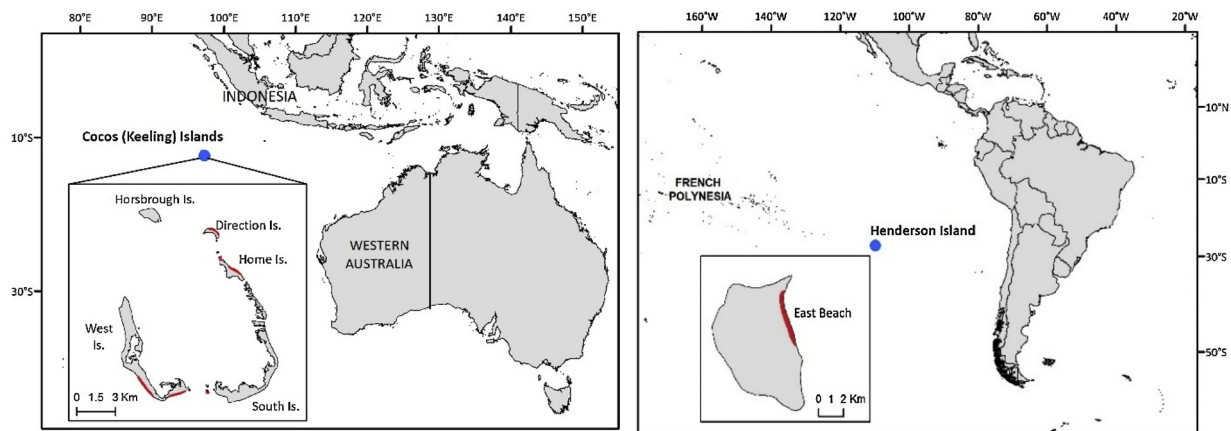 80°E 90°E 100°E 110°E 120°E 130°E 140°E 150°E
INDONESIA
Cocos (Keeling) Islands
10°S
Horsbrough Is.
Direction Is.
Home Is.
WESTERN
AUSTRALIA
30°S
West
Is.
0 1.5 3 Km
South Is.
160°W 140°W 120°W 100°W 80°W 60°W 40°W 20°W
10°N
10°S
FRENCH
POLYNESIA
Henderson Island
30°S
East Beach
50°S
0 1 2 Km